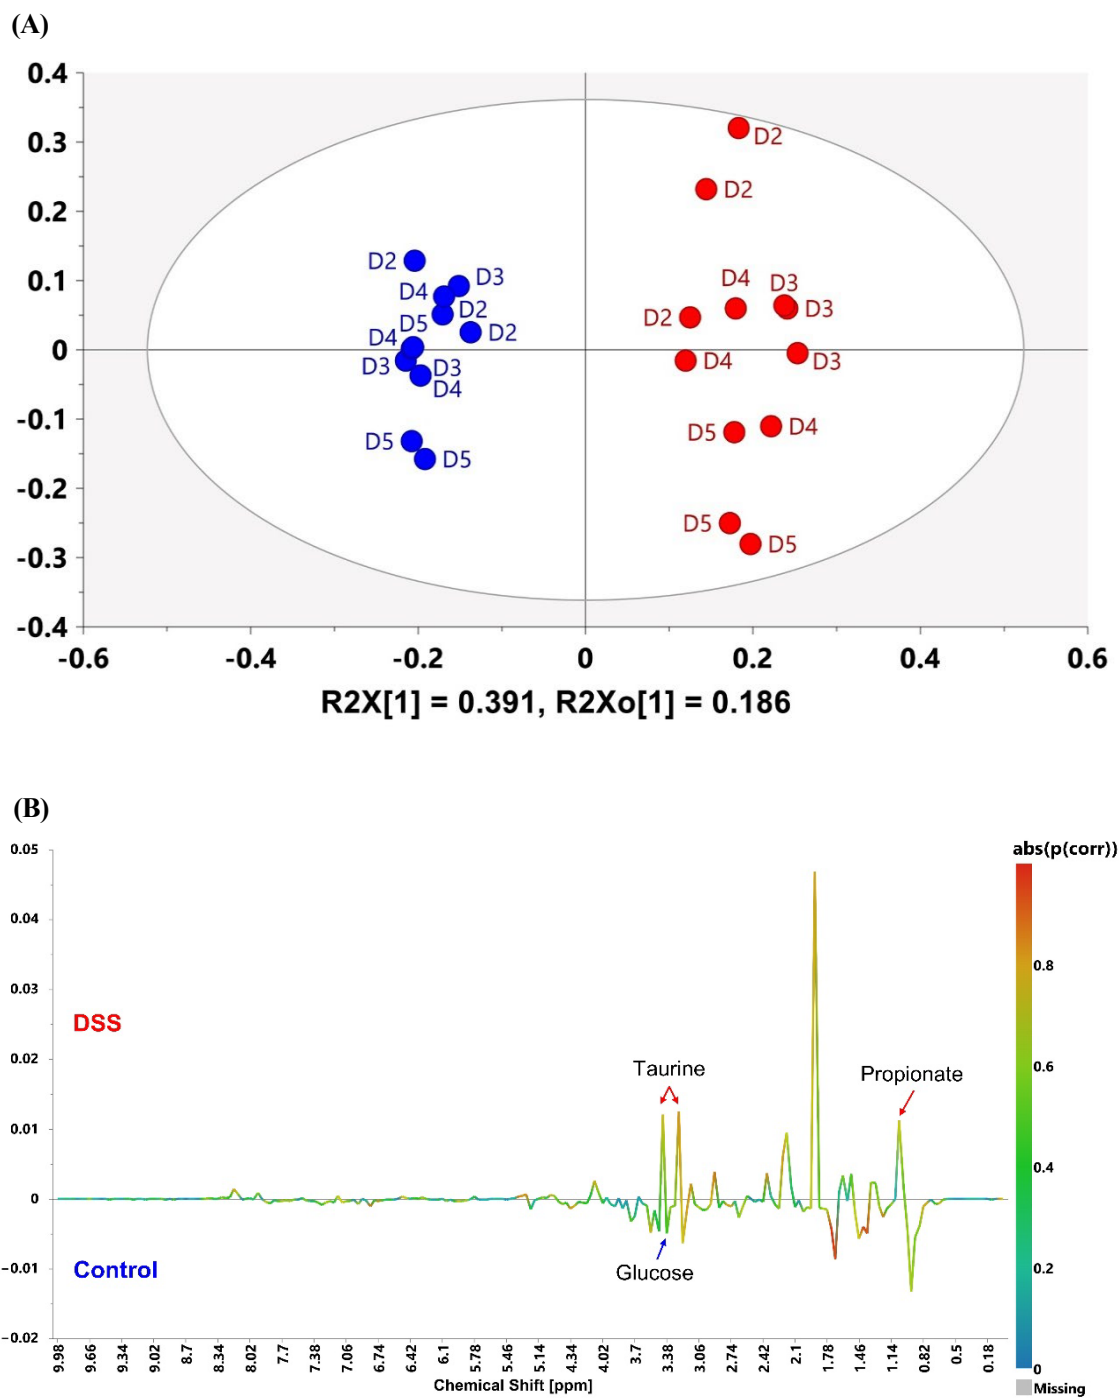 (A)
0.4
0.3
0.2
0.1
0
-0.1
-0.2
-0.3
-0.4
D2
D2
D2
D3
D4
D2
D5
D2
D4
D3
D3
D4
D5
D5
D4
D3
D3
D2
D4
D3
D5
D4
D5
D5
-0.6
-0.4
-0.2
0
0.2
0.4
0.6
R2X[1] = 0.391, R2Xo[1] = 0.186
(B)
0.05
0.04
0.03
0.02
0.01
0
-0.01
-0.02
DSS
Control
Taurine
Propionate
Glucose
abs(p(corr))
0.8
0.6
0.4
0.2
0
Missing
9.98 9.66 9.34 9.02 8.7 8.34 8.02 7.7 7.38 7.06 6.74 6.42 6.1 5.78 5.46 5.14 4.34 4.02 3.7 3.38 3.06 2.74 2.42 2.1 1.78 1.46 1.14 0.82 0.5 0.18
Chemical Shift [ppm]